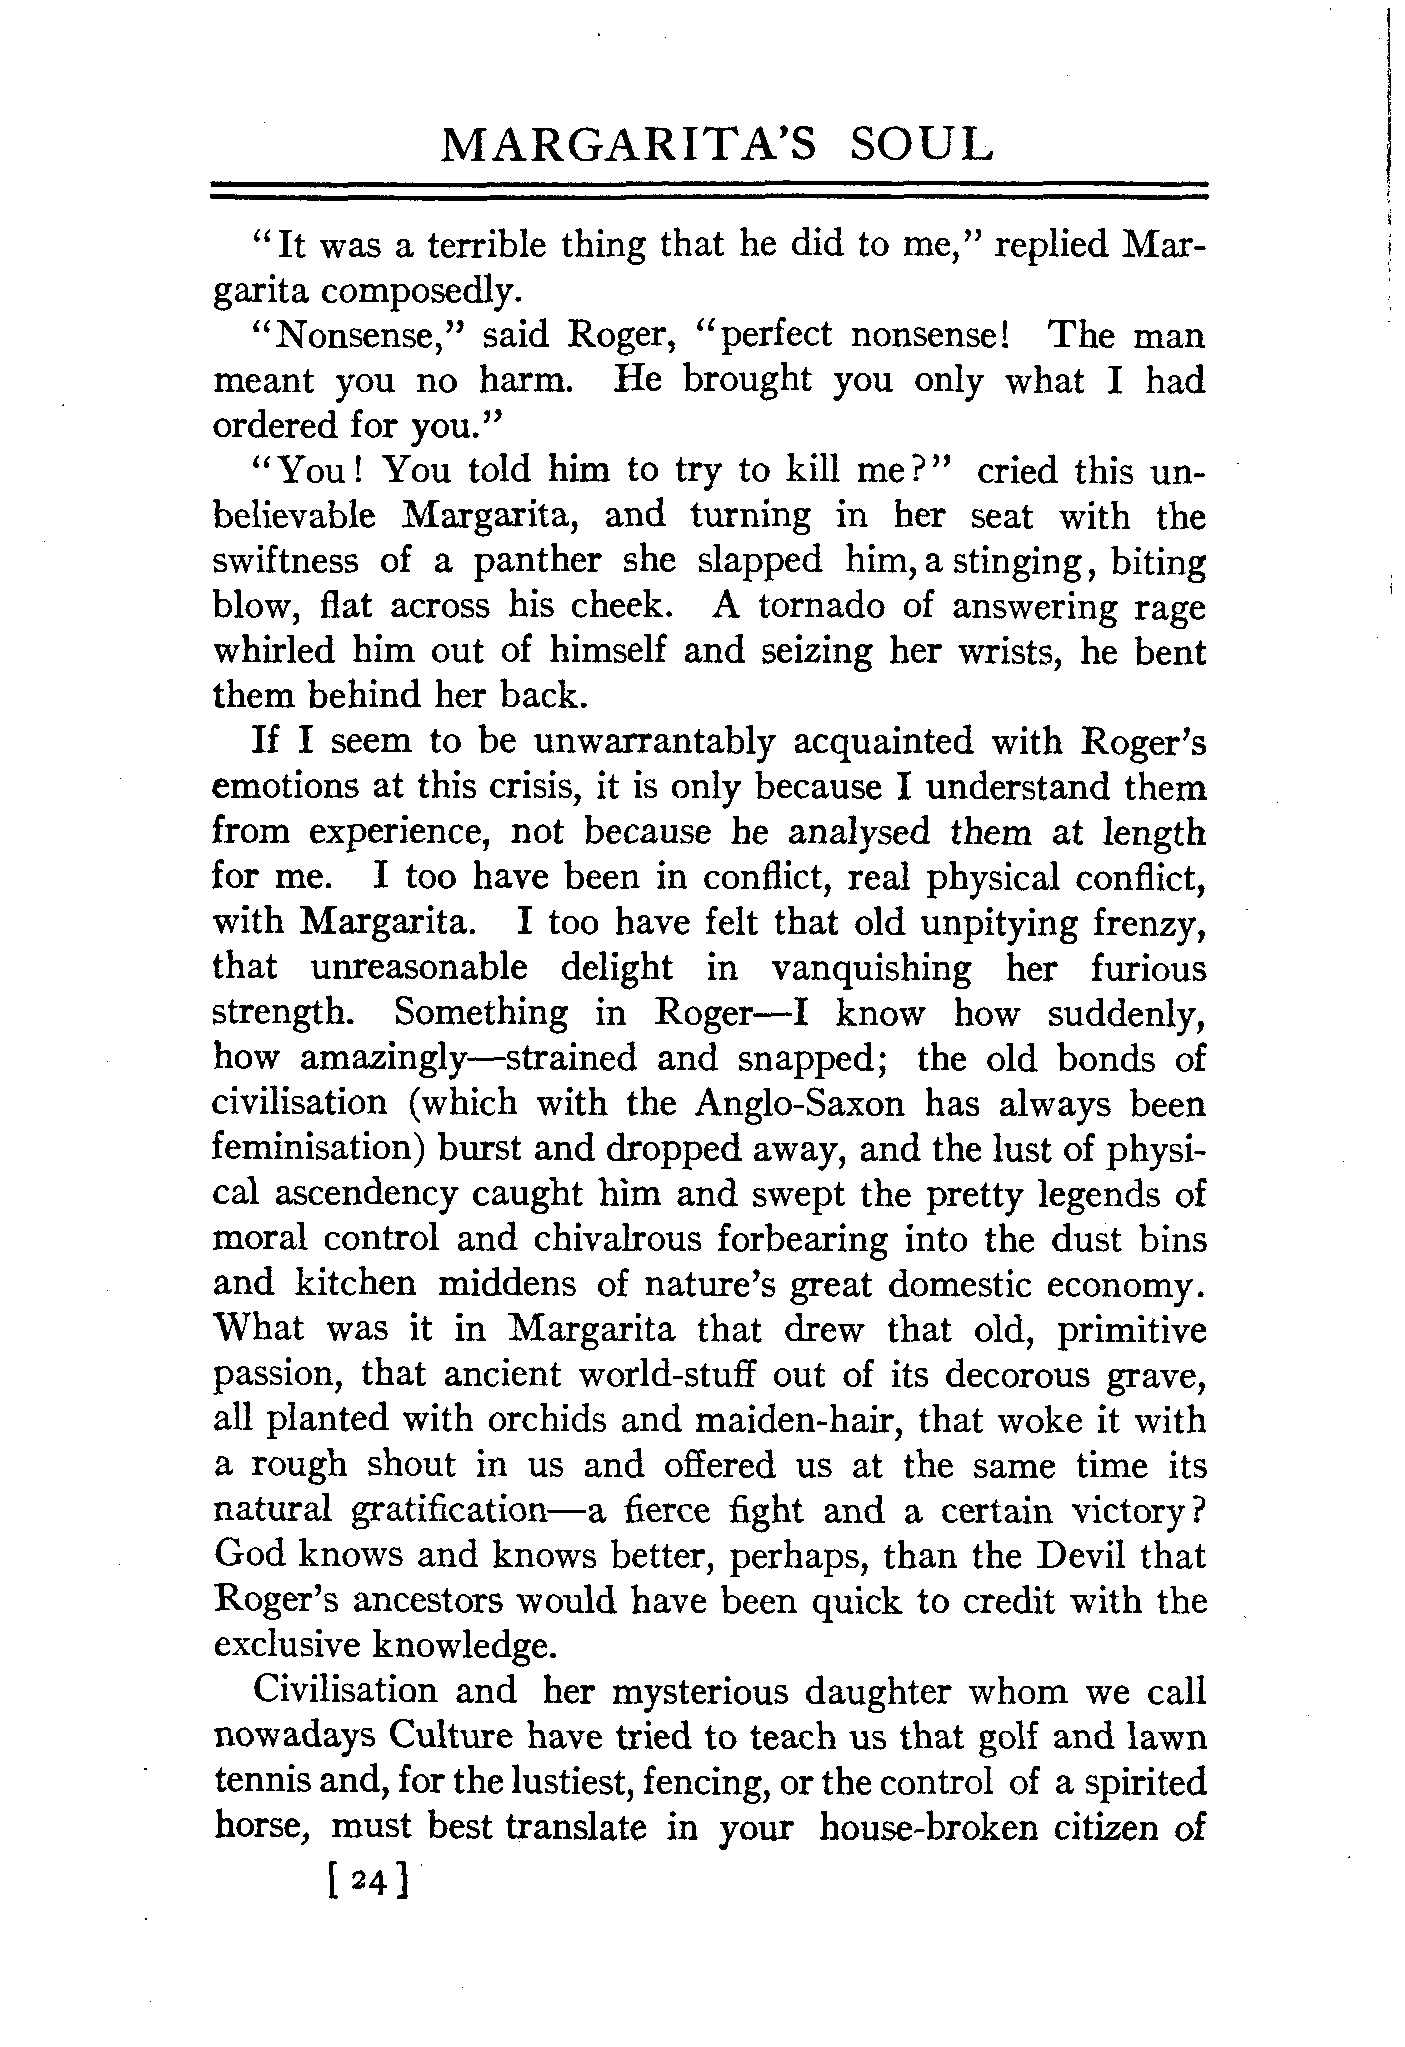 MARGARITA'S SOUL
"It was a terrible thing that he did to me," replied Mar-
garita composedly.
"Nonsense," said Roger, "perfect nonsense! The man
meant you no harm. He brought you only what I had
ordered for you."
"You! You told him to try to kill me?" cried this un-
believable Margarita, and turning in her seat with the
swiftness of a panther she slapped him, a stinging, biting
blow, flat across his cheek. A tornado of answering rage
whirled him out of himself and seizing her wrists, he bent
them behind her back.
If I seem to be unwarrantably acquainted with Roger's
emotions at this crisis, it is only because I understand them
from experience, not because he analysed them at length
for me. I too have been in conflict, real physical conflict,
with Margarita. I too have felt that old unpitying frenzy,
that unreasonable delight in vanquishing her furious
strength. Something in Roger—I know how suddenly,
how amazingly—strained and snapped; the old bonds of
civilisation (which with the Anglo-Saxon has always been
feminisation) burst and dropped away, and the lust of physi-
cal ascendency caught him and swept the pretty legends of
moral control and chivalrous forbearing into the dust bins
and kitchen middens of nature's great domestic economy.
What was it in Margarita that drew that old, primitive
passion, that ancient world-stuff out of its decorous grave,
all planted with orchids and maiden-hair, that woke it with
a rough shout in us and offered us at the same time its
natural gratification—a fierce fight and a certain victory?
God knows and knows better, perhaps, than the Devil that
Roger's ancestors would have been quick to credit with the
exclusive knowledge.
Civilisation and her mysterious daughter whom we call
nowadays Culture have tried to teach us that golf and lawn
tennis and, for the lustiest, fencing, or the control of a spirited
horse, must best translate in your house-broken citizen of
[24]